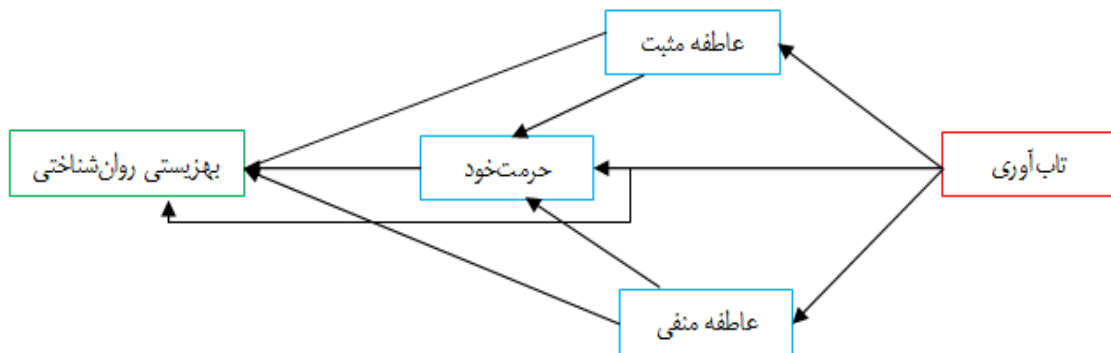 عاطفه مثبت
تاب‌آوری
حرمت‌خود
بهزیستی روان‌شناختی
عاطفه منفی